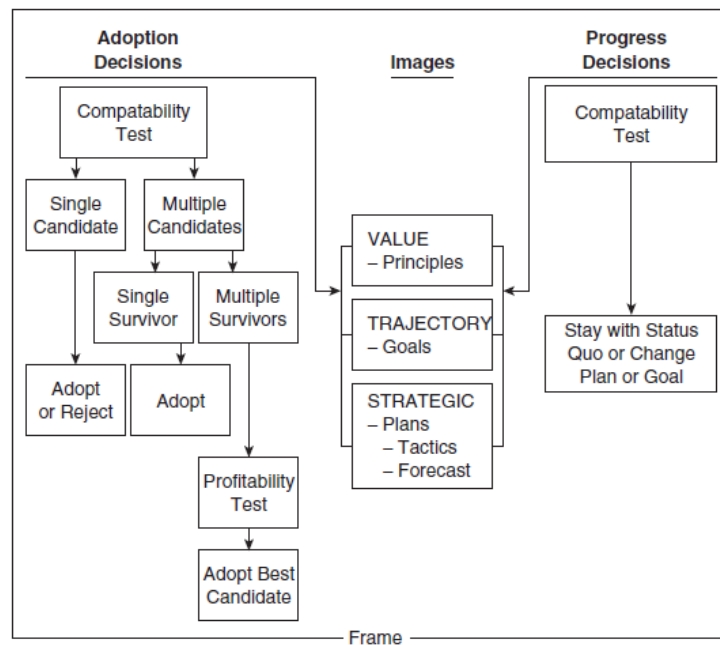 Adoption
Decisions
Images
Progress
Decisions
Compatability
Test
Compatability
Test
Single
Candidate
Multiple
Candidates
VALUE
– Principles
Single
Survivor
Multiple
Survivors
TRAJECTORY
– Goals
Stay with Status
Quo or Change
Plan or Goal
Adopt
or Reject
Adopt
STRATEGIC
– Plans
– Tactics
– Forecast
Profitability
Test
Adopt Best
Candidate
Frame